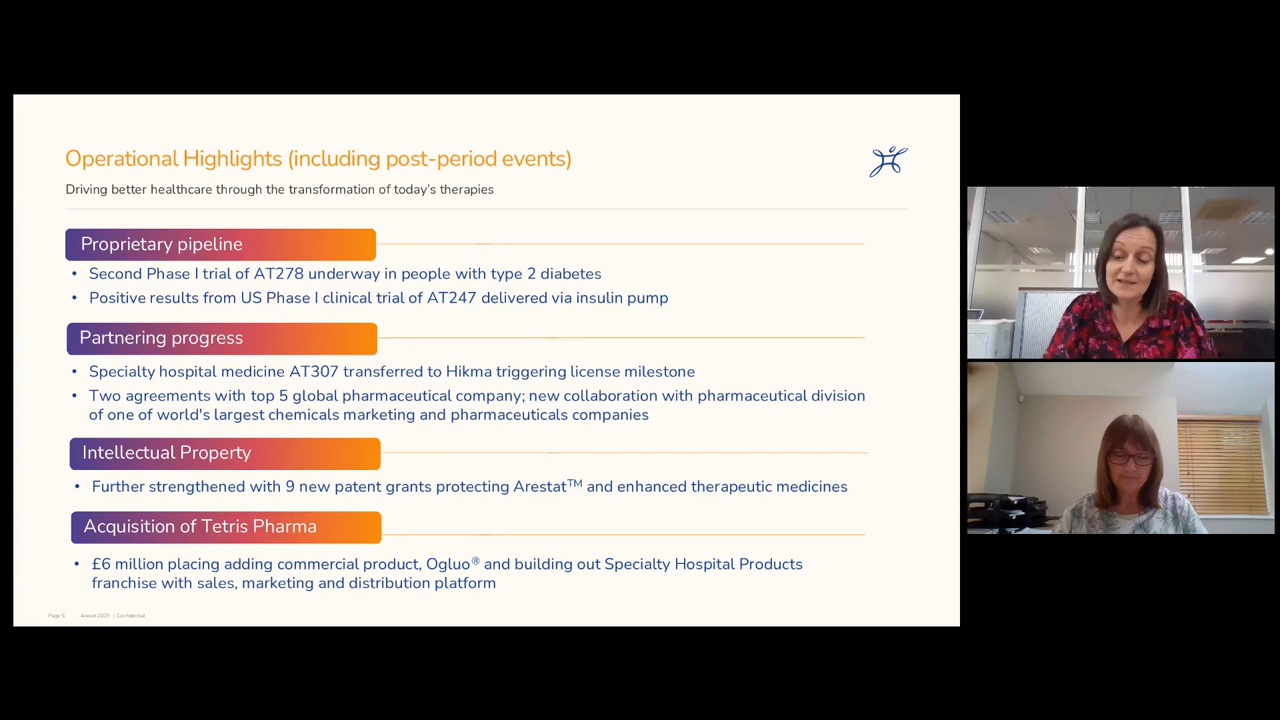 Operational Highlights (including post-period events)
Driving better healthcare through the transformation of today's therapies
Proprietary pipeline
• Second Phase I trial of AT278 underway in people with type 2 diabetes
• Positive results from US Phase I clinical trial of AT247 delivered via insulin pump
Partnering progress
• Specialty hospital medicine AT307 transferred to Hikma triggering license milestone
• Two agreements with top 5 global pharmaceutical company; new collaboration with pharmaceutical division
of one of world's largest chemicals marketing and pharmaceuticals companies
Intellectual Property
• Further strengthened with 9 new patent grants protecting Arestat™ and enhanced therapeutic medicines
Acquisition of Tetris Pharma
• £6 million placing adding commercial product, Ogluo® and building out Specialty Hospital Products
franchise with sales, marketing and distribution platform
Page 5 Arecor 2023 | Confidential